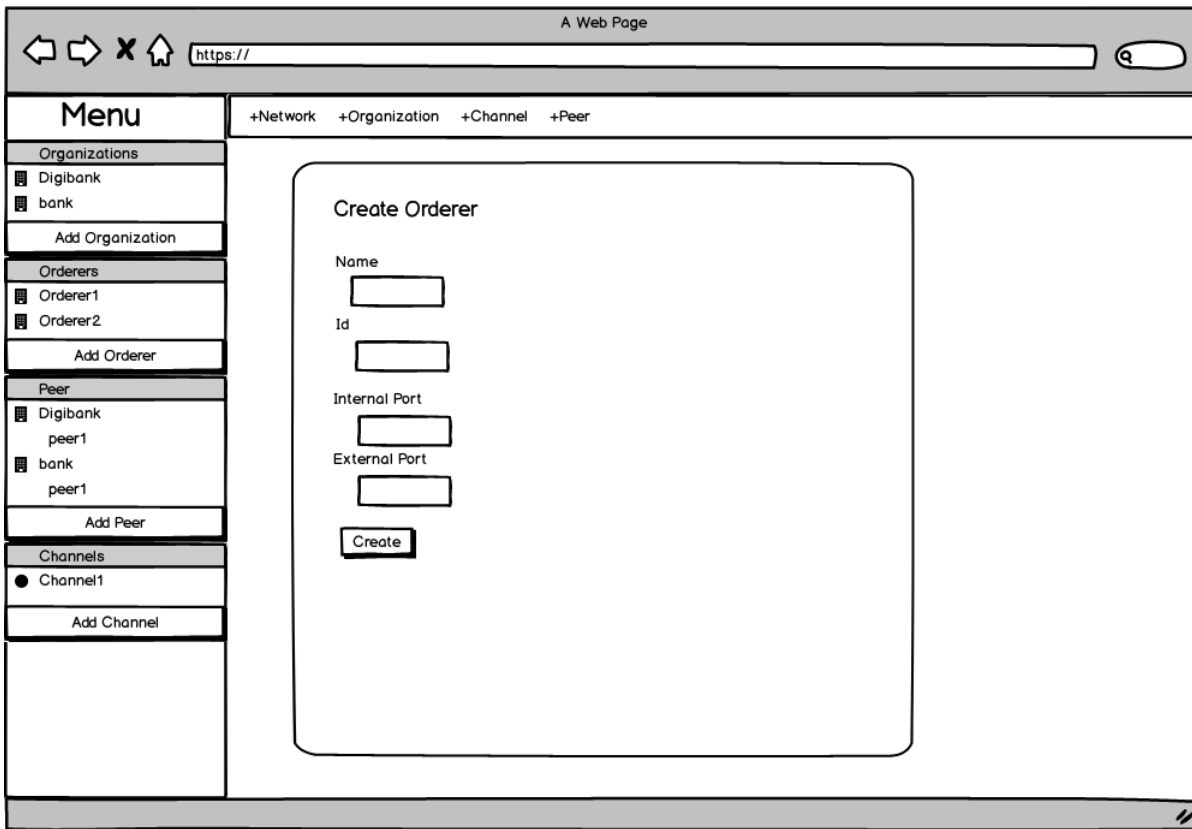 A Web Page
https://
Menu
+Network +Organization +Channel +Peer
Organizations
Digibank
bank
Add Organization
Orderers
Orderer1
Orderer2
Add Orderer
Peer
Digibank
peer1
bank
peer1
Add Peer
Channels
Channel1
Add Channel
Create Orderer
Name
Id
Internal Port
External Port
Create